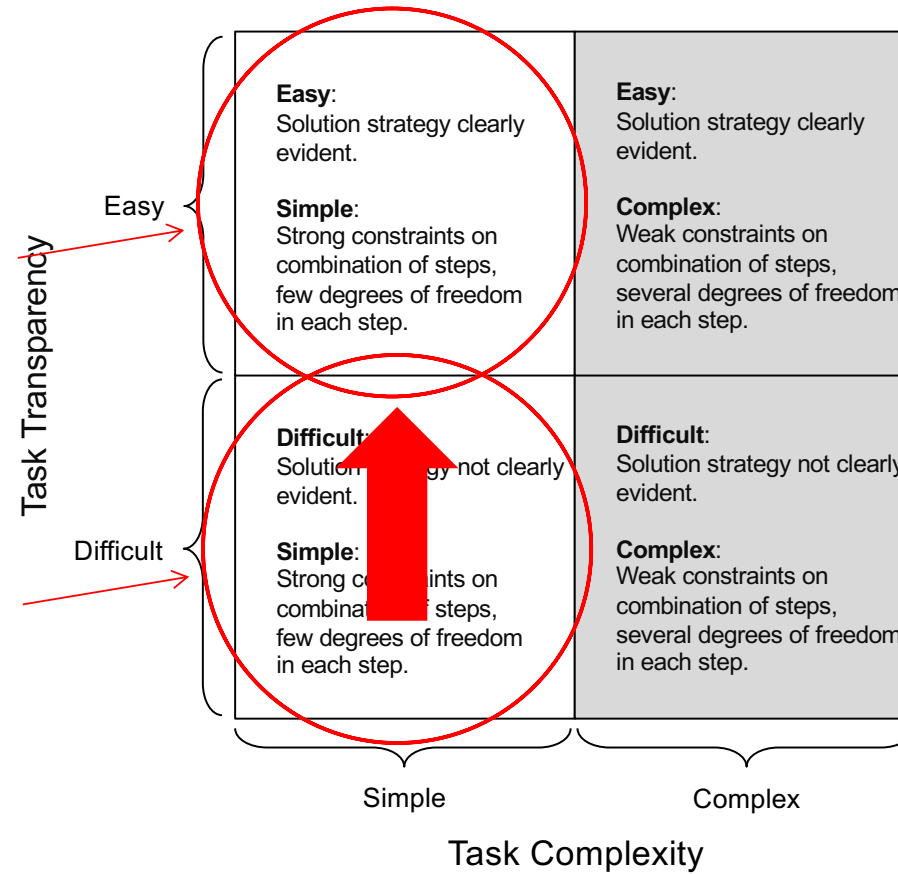 Easy:
Solution strategy clearly
evident.
Simple:
Strong constraints on
combination of steps,
few degrees of freedom
in each step.
Easy:
Solution strategy clearly
evident.
Complex:
Weak constraints on
combination of steps,
several degrees of freedom
in each step.
Easy
Task Transparency
Difficult
Difficult:
Solution gy not clearly
evident.
Simple:
Strong ints on
combinat f steps,
few degrees of freedom
in each step.
Difficult:
Solution strategy not clearly
evident.
Complex:
Weak constraints on
combination of steps,
several degrees of freedom
in each step.
Simple
Complex
Task Complexity